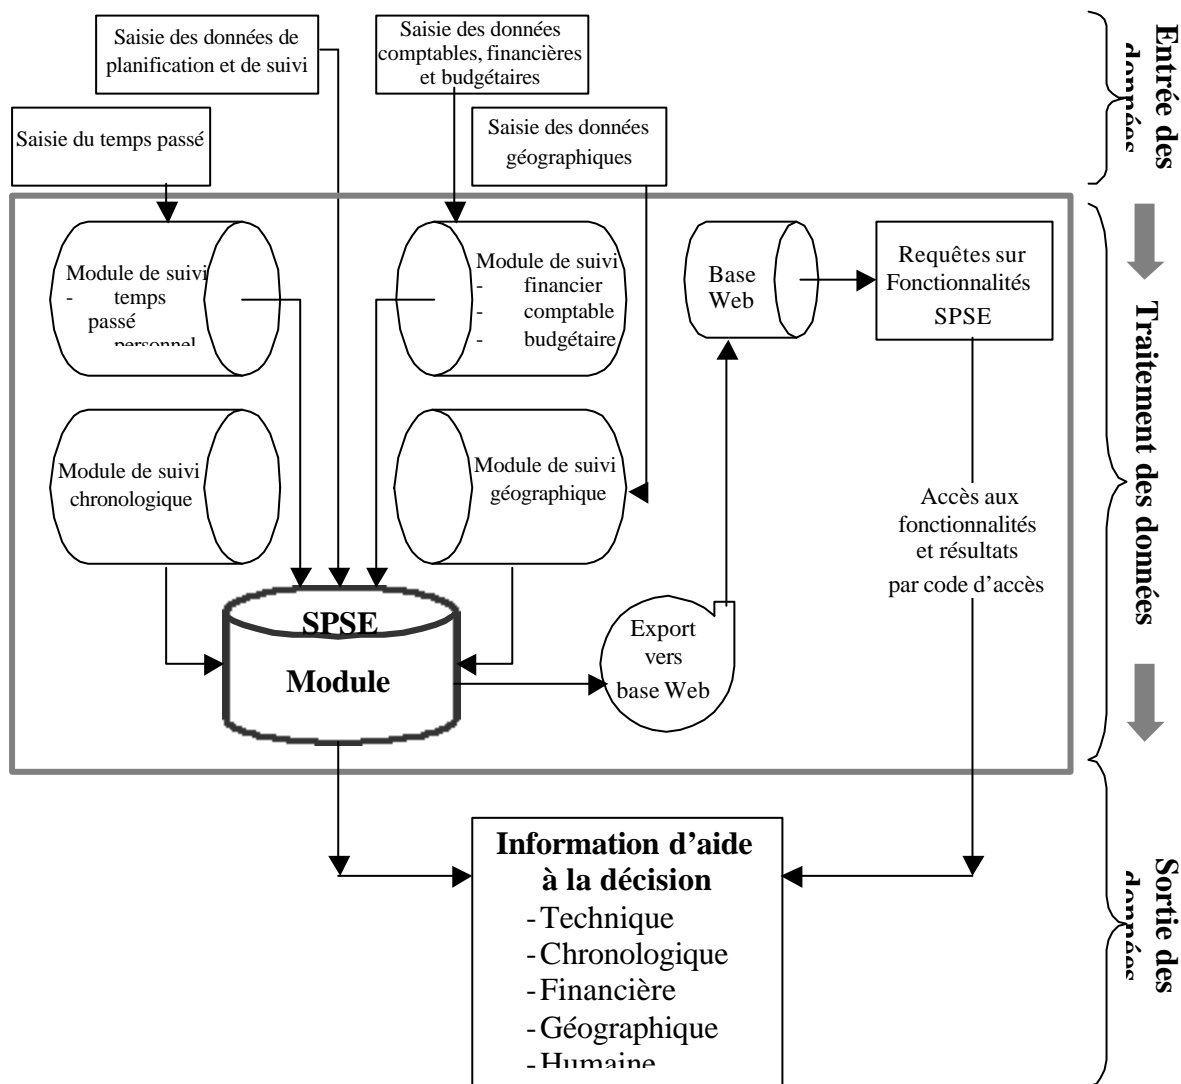 Saisie des données de
planification et de suivi
Saisie des données
comptables, financières
et budgétaires
Saisie du temps passé
Saisie des données
géographiques
Entrée des
données
Module de suivi
- temps
passé
personnel
Module de suivi
- financier
- comptable
- budgétaire
Base
Web
Requêtes sur
Fonctionnalités
SPSE
Module de suivi
chronologique
Module de suivi
géographique
Accès aux
fonctionnalités
et résultats
par code d’accès
Traitement des données
SPSE
Module
Export
vers
base Web
Information d’aide
à la décision
- Technique
- Chronologique
- Financière
- Géographique
- Humaine
Sortie des
données